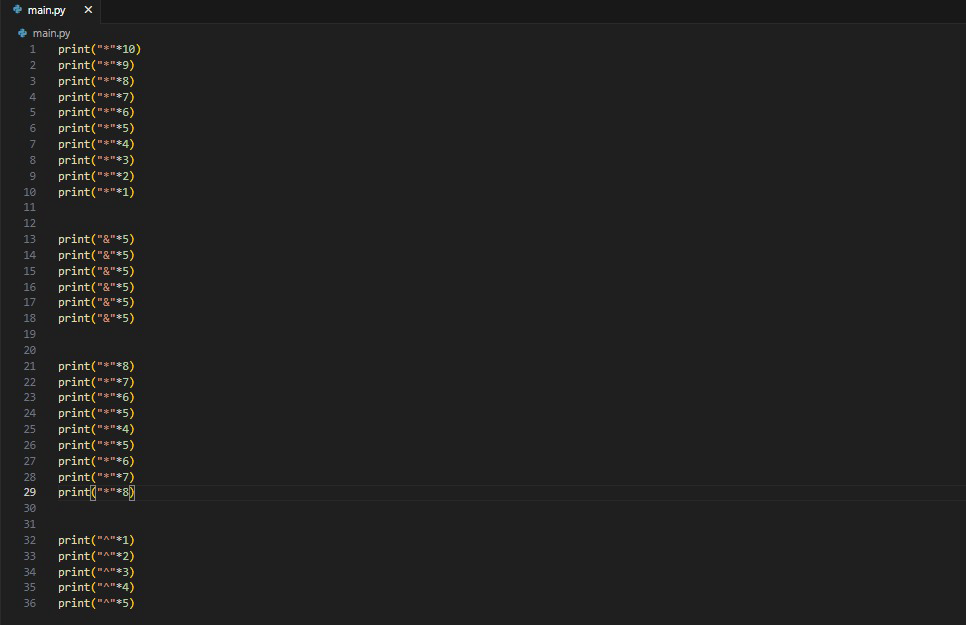 main.py ×
main.py
1 print("*"*10)
2 print("*"*9)
3 print("*"*8)
4 print("*"*7)
5 print("*"*6)
6 print("*"*5)
7 print("*"*4)
8 print("*"*3)
9 print("*"*2)
10 print("*"*1)
11
12
13 print("&"*5)
14 print("&"*5)
15 print("&"*5)
16 print("&"*5)
17 print("&"*5)
18 print("&"*5)
19
20
21 print("*"*8)
22 print("*"*7)
23 print("*"*6)
24 print("*"*5)
25 print("*"*4)
26 print("*"*5)
27 print("*"*6)
28 print("*"*7)
29 print("*"*8)
30
31
32 print("^"*1)
33 print("^"*2)
34 print("^"*3)
35 print("^"*4)
36 print("^"*5)